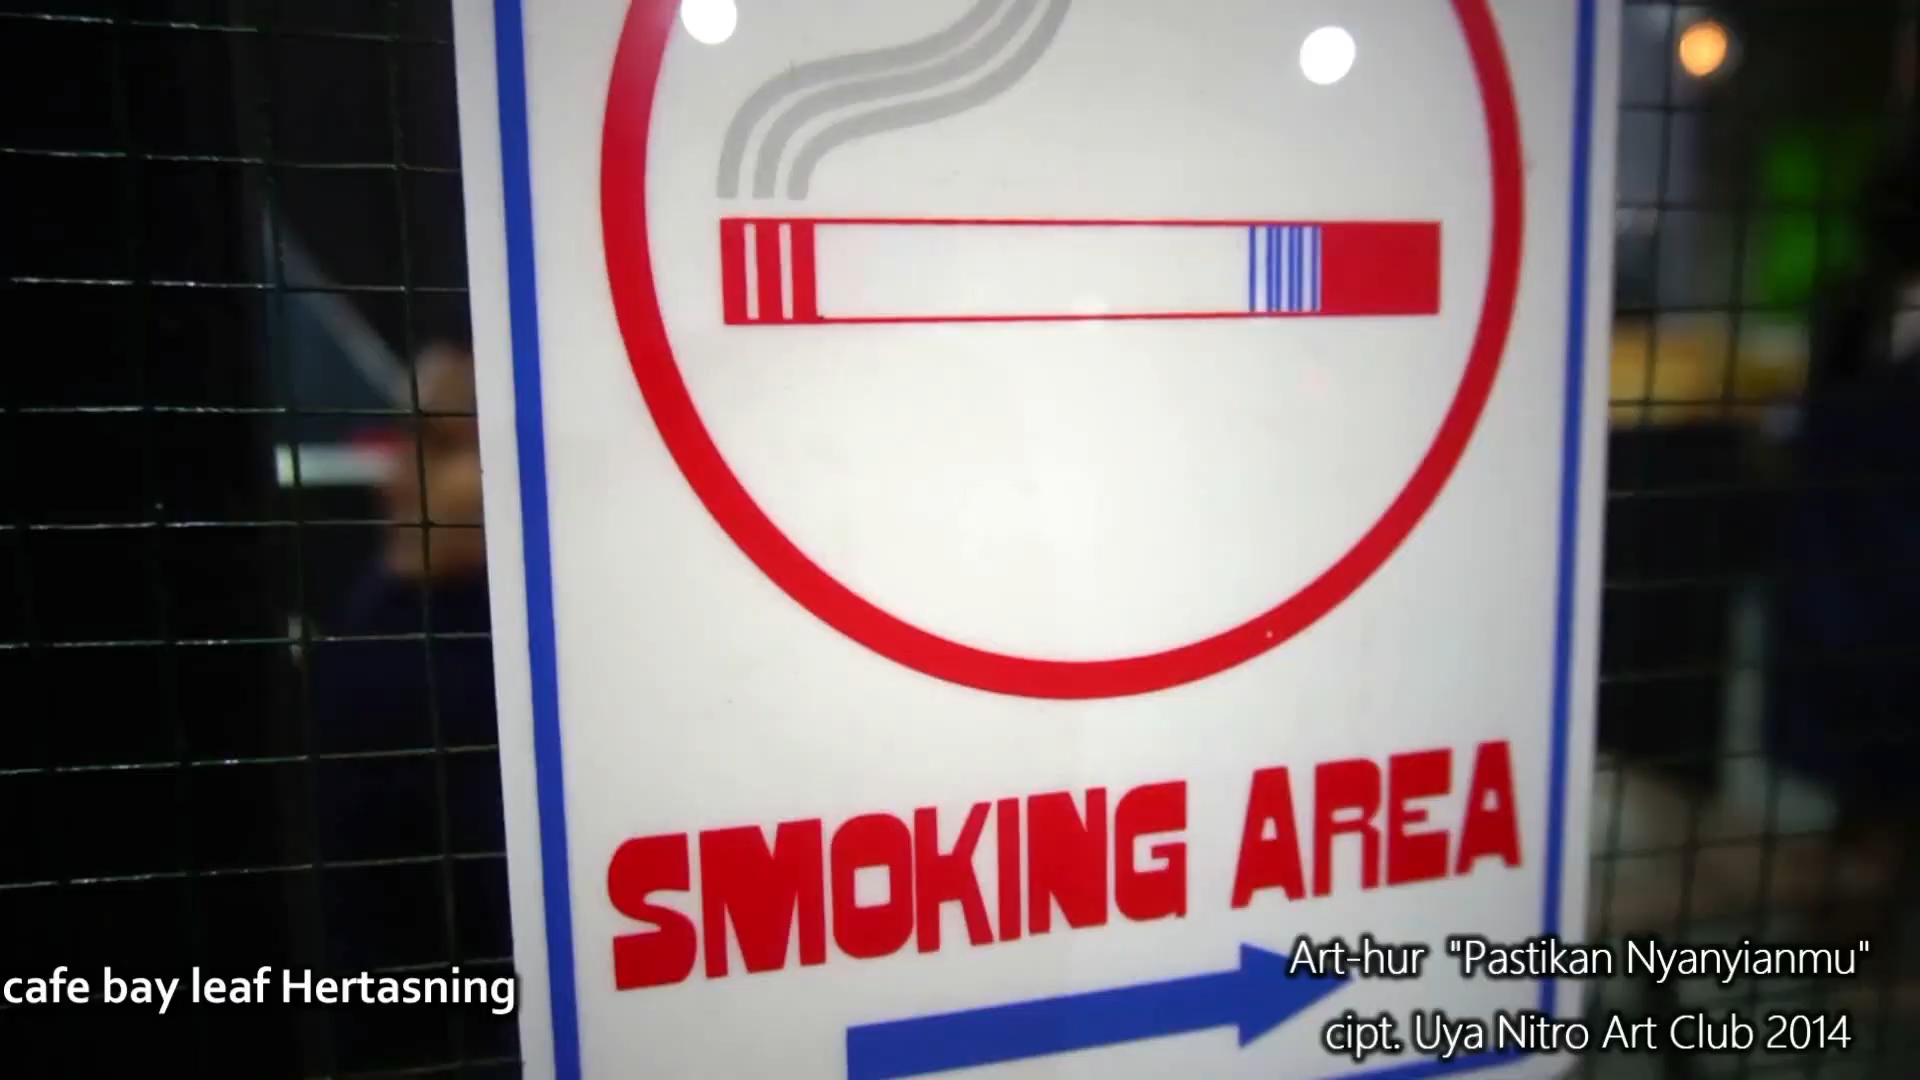 SMOKING AREA
cafe bay leaf Hertasning
Art-hur "Pastikan Nyanyianmu"
cipt. Uya Nitro Art Club 2014